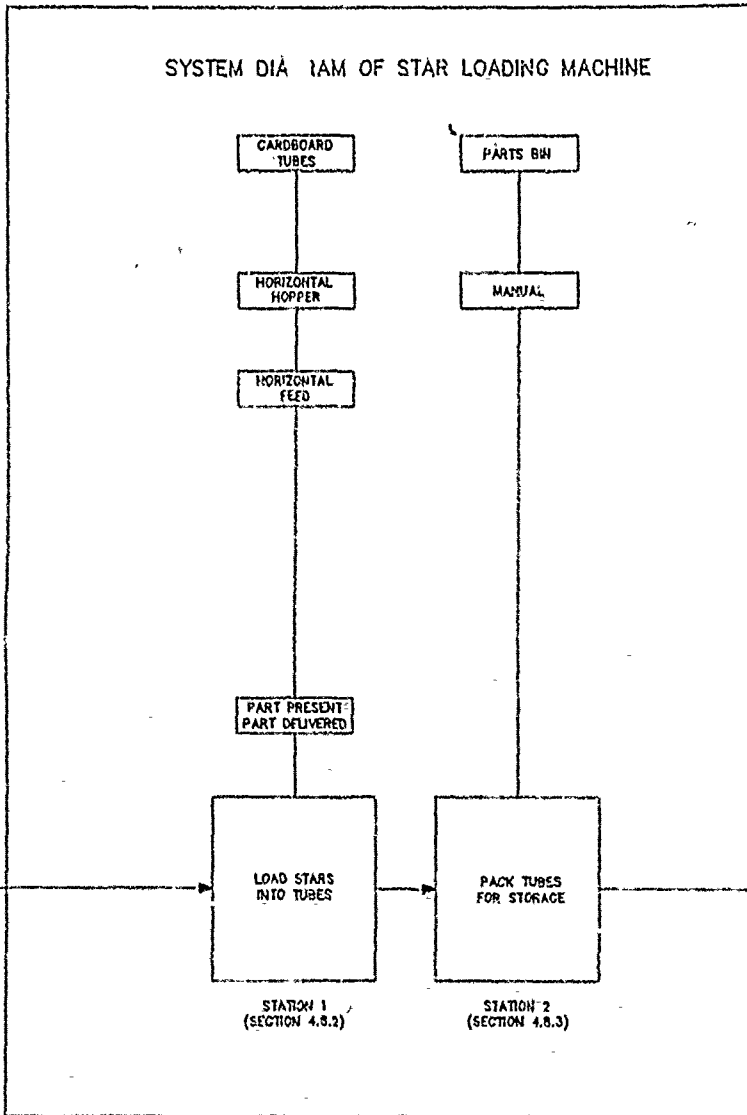 SYSTEM DIA  AM OF STAR LOADING MACHINE
CARDBOARD
TUBES
HORIZONTAL
HOPPER
HORIZONTAL
FEED
PART PRESENT
PART DELIVERED
LOAD STARS
INTO TUBES
STATION 1
(SECTION 4.8.2)
PARTS BIN
MANUAL
PACK TUBES
FOR STORAGE
STATION 2
(SECTION 4.8.3)